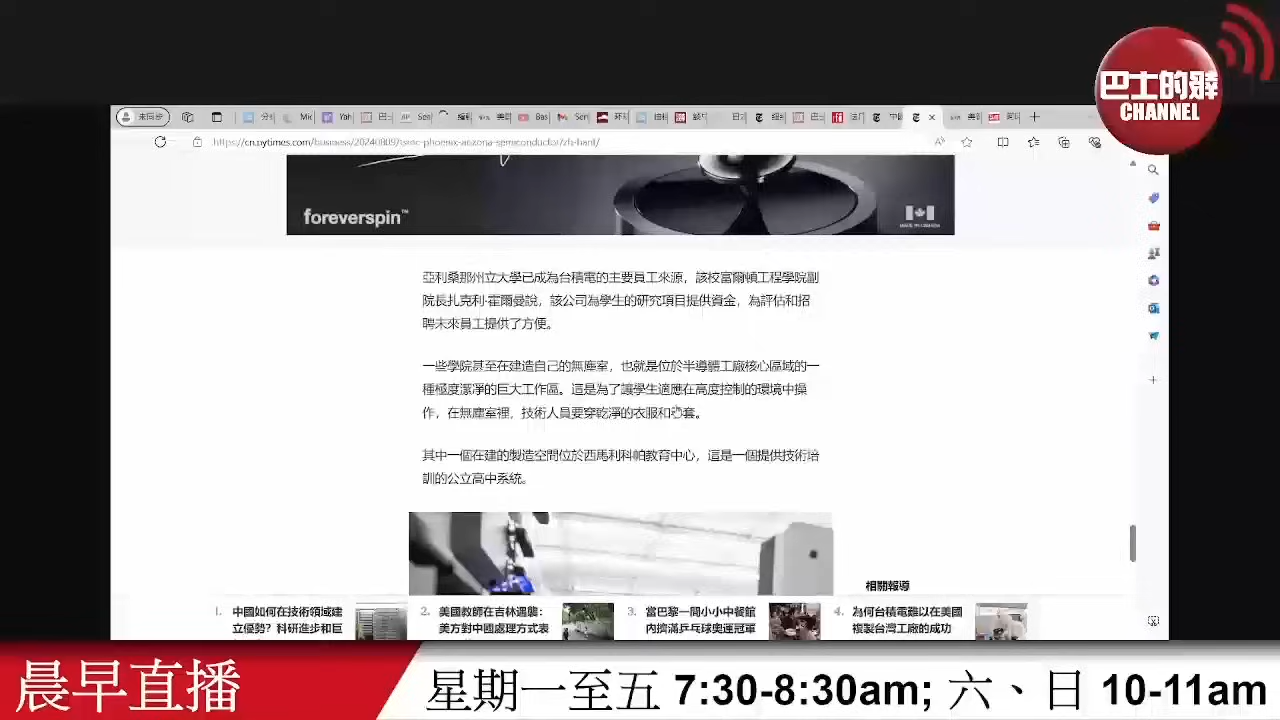 巴士的報
CHANNEL
未同步
https://cn.nytimes.com/business/20240809/tsmc-phoenix-arizona-semiconductor/zh-hant/
foreverspin™
亞利桑那州立大學已成為台積電的主要員工來源，該校富爾頓工程學院副
院長扎克利·霍爾曼說，該公司為學生的研究項目提供資金，為評估和招
聘未來員工提供了方便。
一些學院甚至在建造自己的無塵室，也就是位於半導體工廠核心區域的一
種極度潔凈的巨大工作區。這是為了讓學生適應在高度控制的環境中操
作，在無塵室裡，技術人員要穿乾淨的衣服和手套。
其中一個在建的製造空間位於西馬利科帕教育中心，這是一個提供技術培
訓的公立高中系統。
相關報導
1. 中國如何在技術領域建
立優勢？科研進步和巨
2. 美國教師在吉林遇襲：
美方對中國處理方式表
3. 當巴黎一間小小中餐館
內擠滿乒乓球奧運冠軍
4. 為何台積電難以在美國
複製台灣工廠的成功
晨早直播
星期一至五 7:30-8:30am; 六、日 10-11am